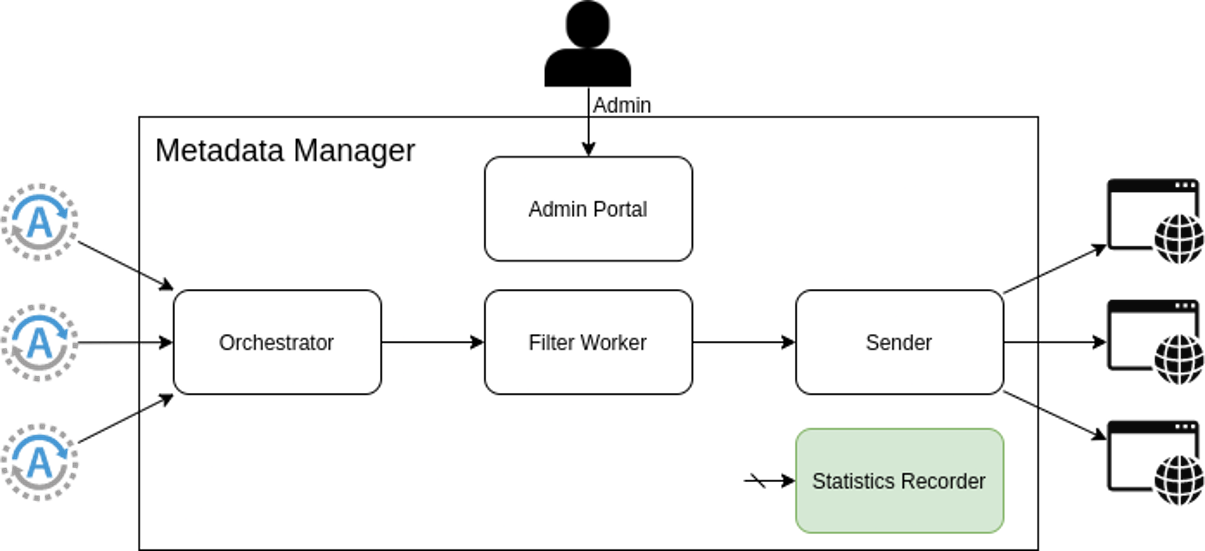 Admin
Metadata Manager
Admin Portal
A
A
A
Orchestrator
Filter Worker
Sender
Statistics Recorder